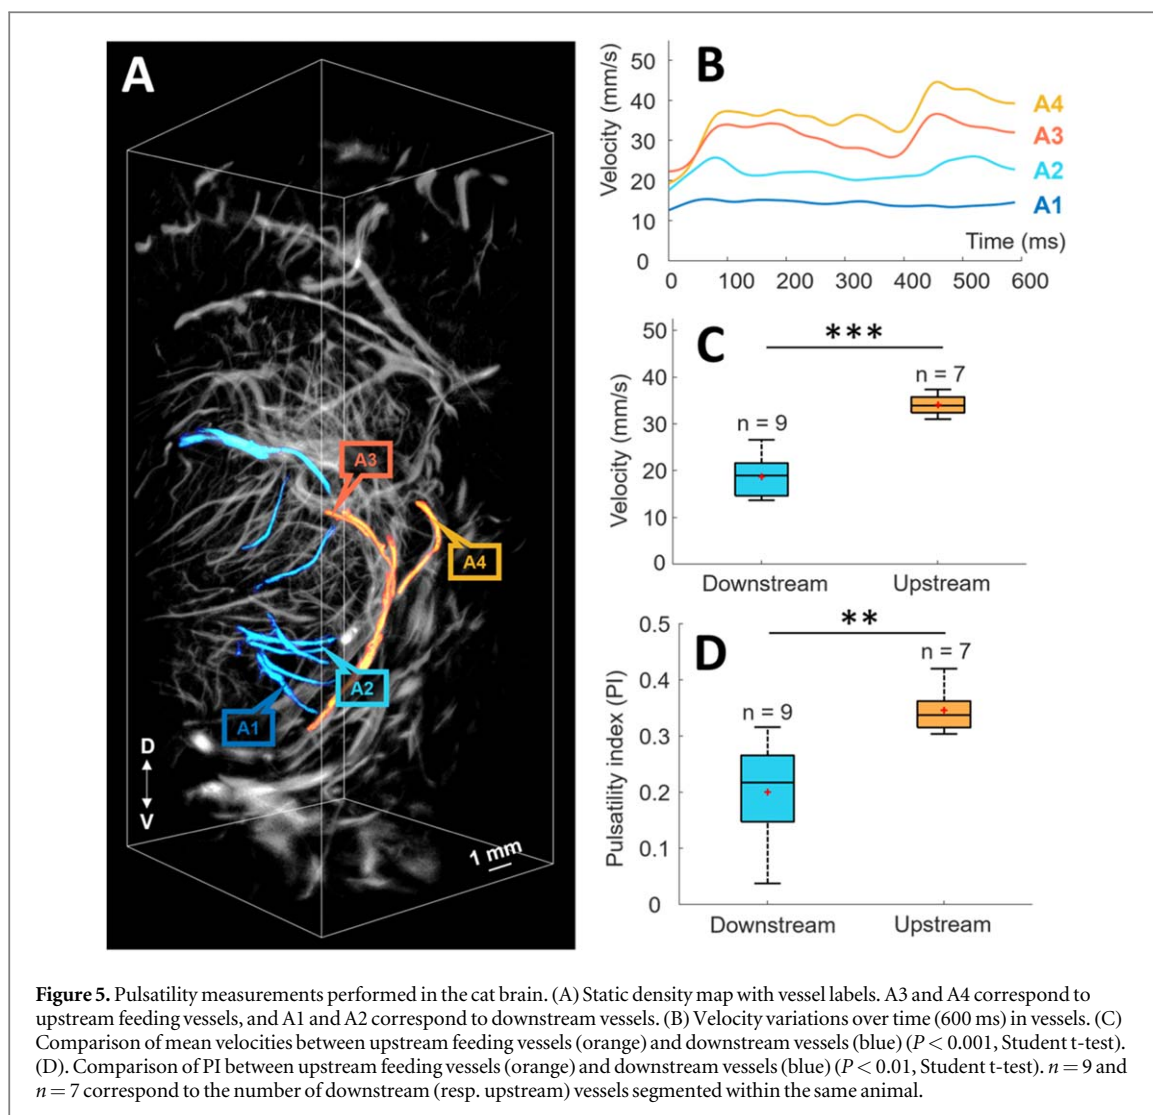 A
A3
A4
A2
A1
D
V
1 mm
B
Velocity (mm/s)
50
40
30
20
10
0
A4
A3
A2
A1
Time (ms)
0 100 200 300 400 500 600
C
Velocity (mm/s)
50
40
30
20
10
0
***
n = 7
n = 9
Downstream Upstream
D
Pulsatility index (PI)
0.5
0.4
0.3
0.2
0.1
0
**
n = 7
n = 9
Downstream Upstream
Figure 5. Pulsatility measurements performed in the cat brain. (A) Static density map with vessel labels. A3 and A4 correspond to
upstream feeding vessels, and A1 and A2 correspond to downstream vessels. (B) Velocity variations over time (600 ms) in vessels. (C)
Comparison of mean velocities between upstream feeding vessels (orange) and downstream vessels (blue) (P < 0.001, Student t-test).
(D). Comparison of PI between upstream feeding vessels (orange) and downstream vessels (blue) (P < 0.01, Student t-test). n = 9 and
n = 7 correspond to the number of downstream (resp. upstream) vessels segmented within the same animal.